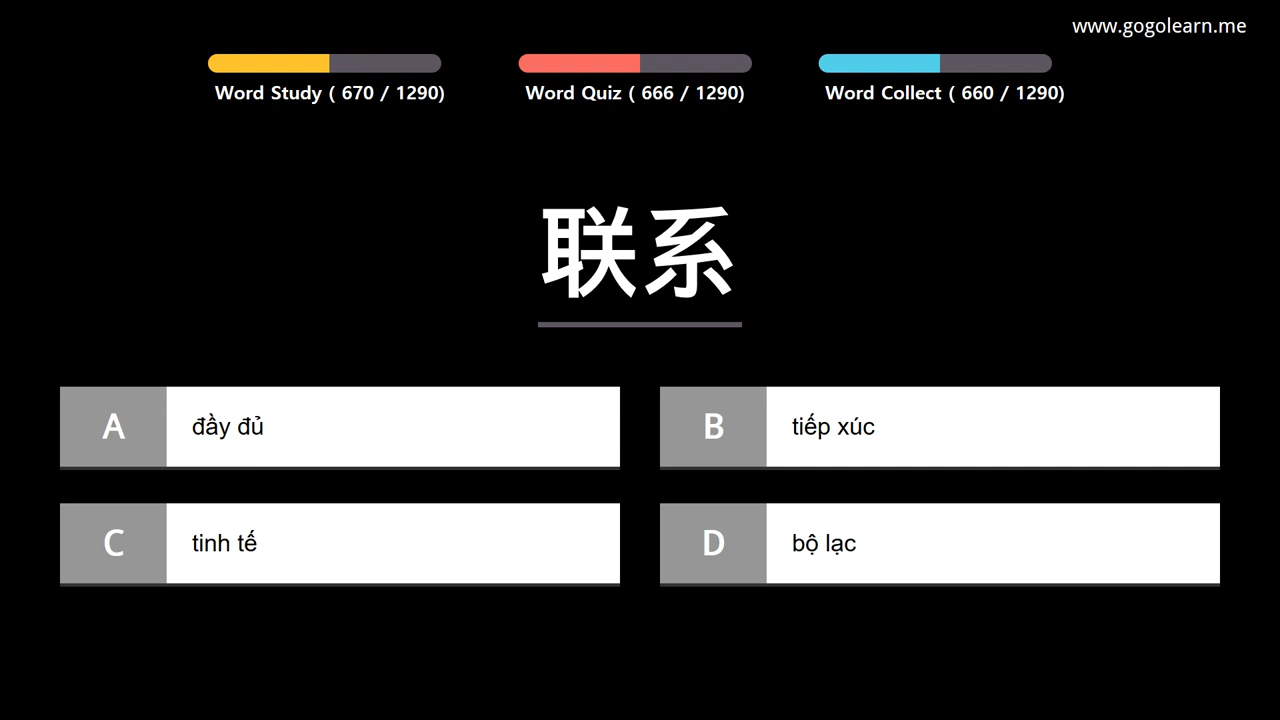 www.gogolearn.me
Word Study ( 670 / 1290)
Word Quiz ( 666 / 1290)
Word Collect ( 660 / 1290)
联系
A đầy đủ
B tiếp xúc
C tinh tế
D bộ lạc